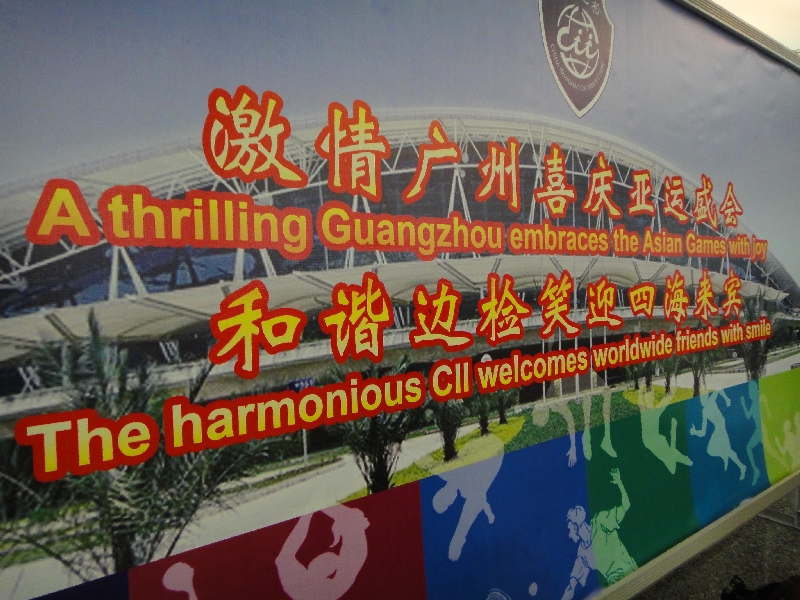 Cii
激情广州喜庆亚运盛会
A thrilling Guangzhou embraces the Asian Games with joy
和谐边检笑迎四海来宾
The harmonious CII welcomes worldwide friends with smile